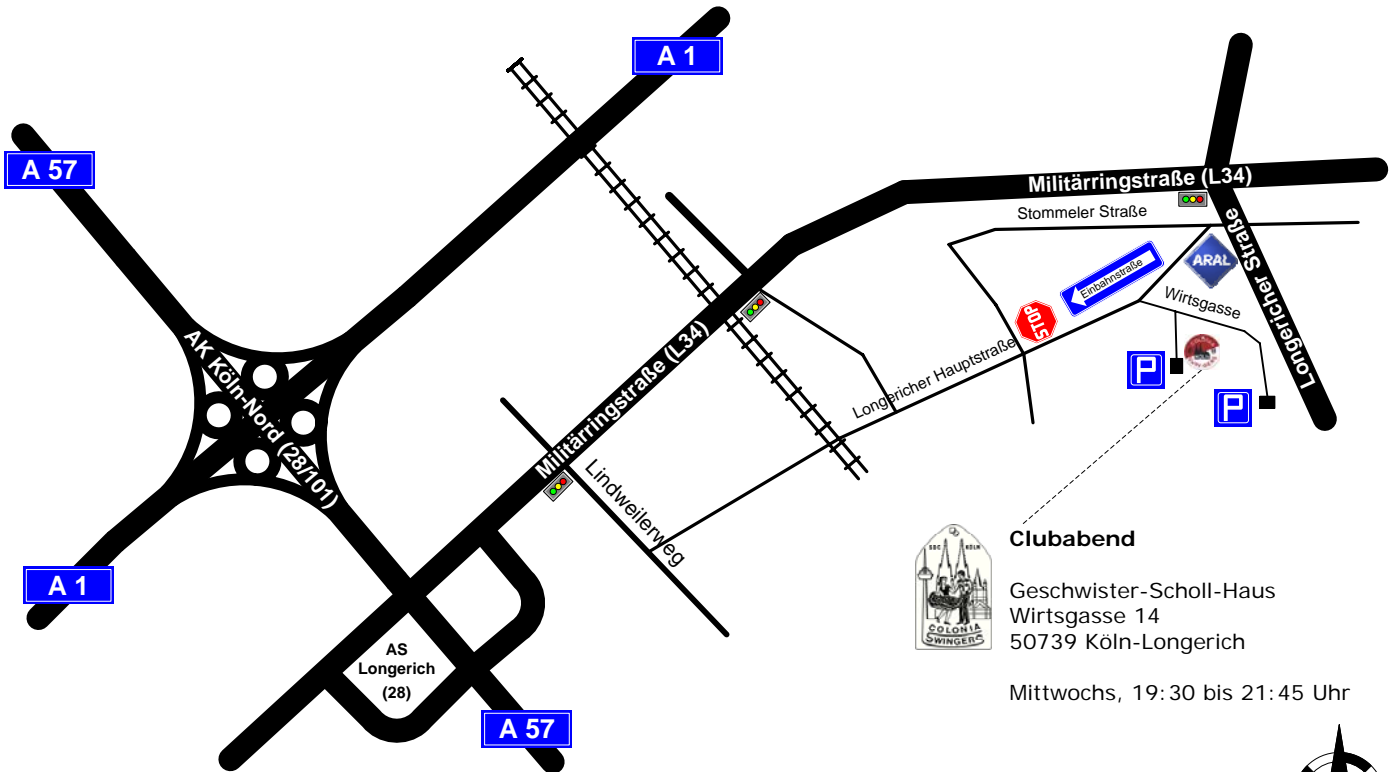 A 1
A 57
Militärringstraße (L34)
Stommeler Straße
ARAL
Einbahnstraße
Wirtsgasse
STOP
Longericher Straße
AK Köln-Nord (28/101)
Militärringstraße (L34)
Longericher Hauptstraße
P
P
Lindweilerweg
A 1
AS
Longerich
(28)
A 57
SDC KÖLN
COLONIA
SWINGERS
Clubabend
Geschwister-Scholl-Haus
Wirtsgasse 14
50739 Köln-Longerich
Mittwochs, 19:30 bis 21:45 Uhr